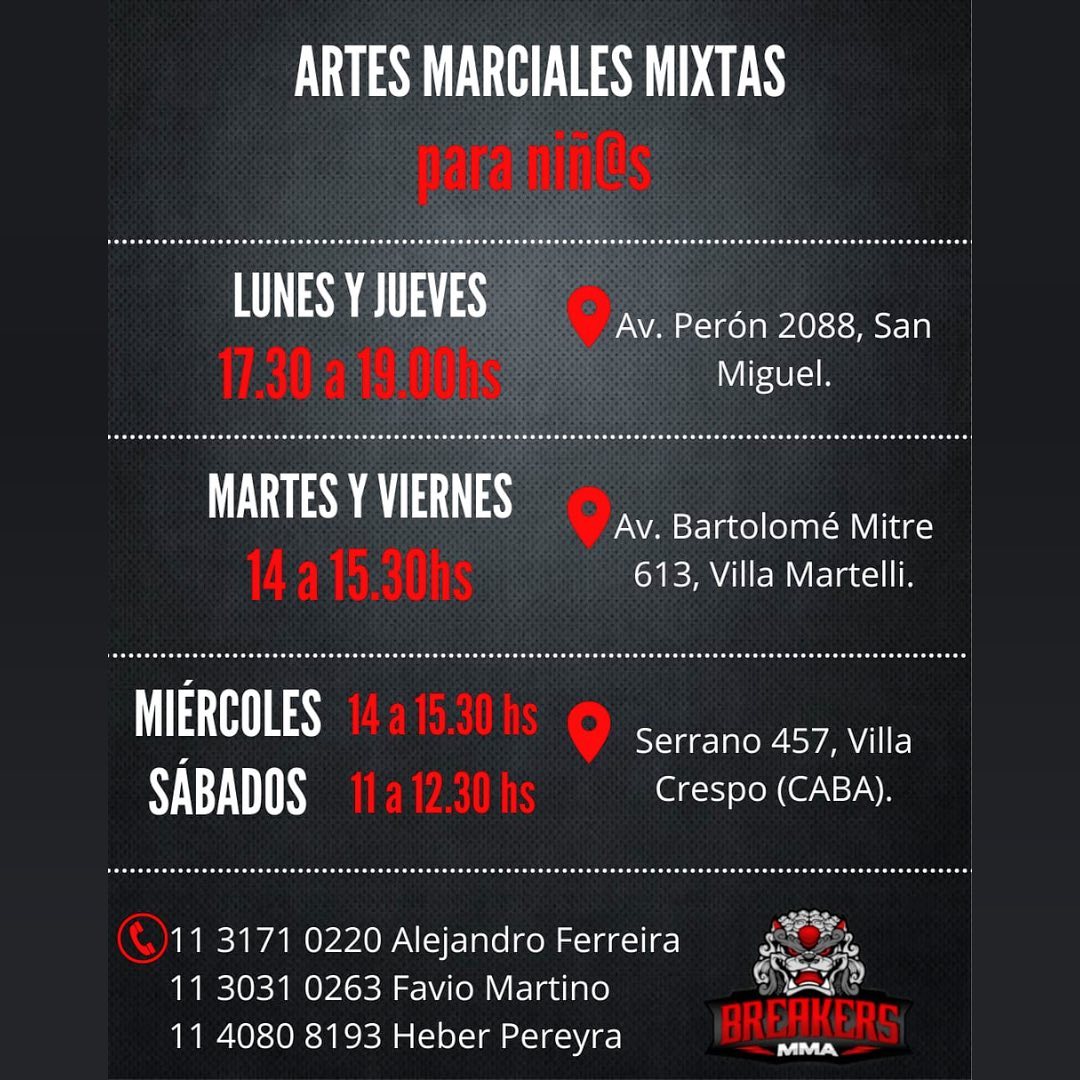 ARTES MARCIALES MIXTAS
para niñ@s
LUNES Y JUEVES
17.30 a 19.00hs
Av. Perón 2088, San
Miguel.
MARTES Y VIERNES
14 a 15.30hs
Av. Bartolomé Mitre
613, Villa Martelli.
MIÉRCOLES 14 a 15.30 hs
SÁBADOS 11 a 12.30 hs
Serrano 457, Villa
Crespo (CABA).
11 3171 0220 Alejandro Ferreira
11 3031 0263 Favio Martino
11 4080 8193 Heber Pereyra
BREAKERS
MMA